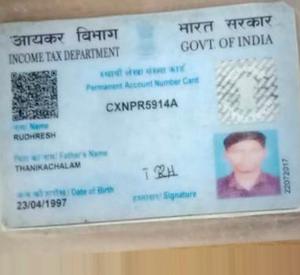 आयकर विभाग
भारत सरकार
INCOME TAX DEPARTMENT
GOVT OF INDIA
स्थायी लेखा संख्या कार्ड
Permanent Account Number Card
CXNPR5914A
नाम/ Name
RUDHRESH
पिता का नाम/ Father's Name
THANIKACHALAM
जन्म की तारीख/ Date of Birth
23/04/1997
हस्ताक्षर/ Signature
22072017